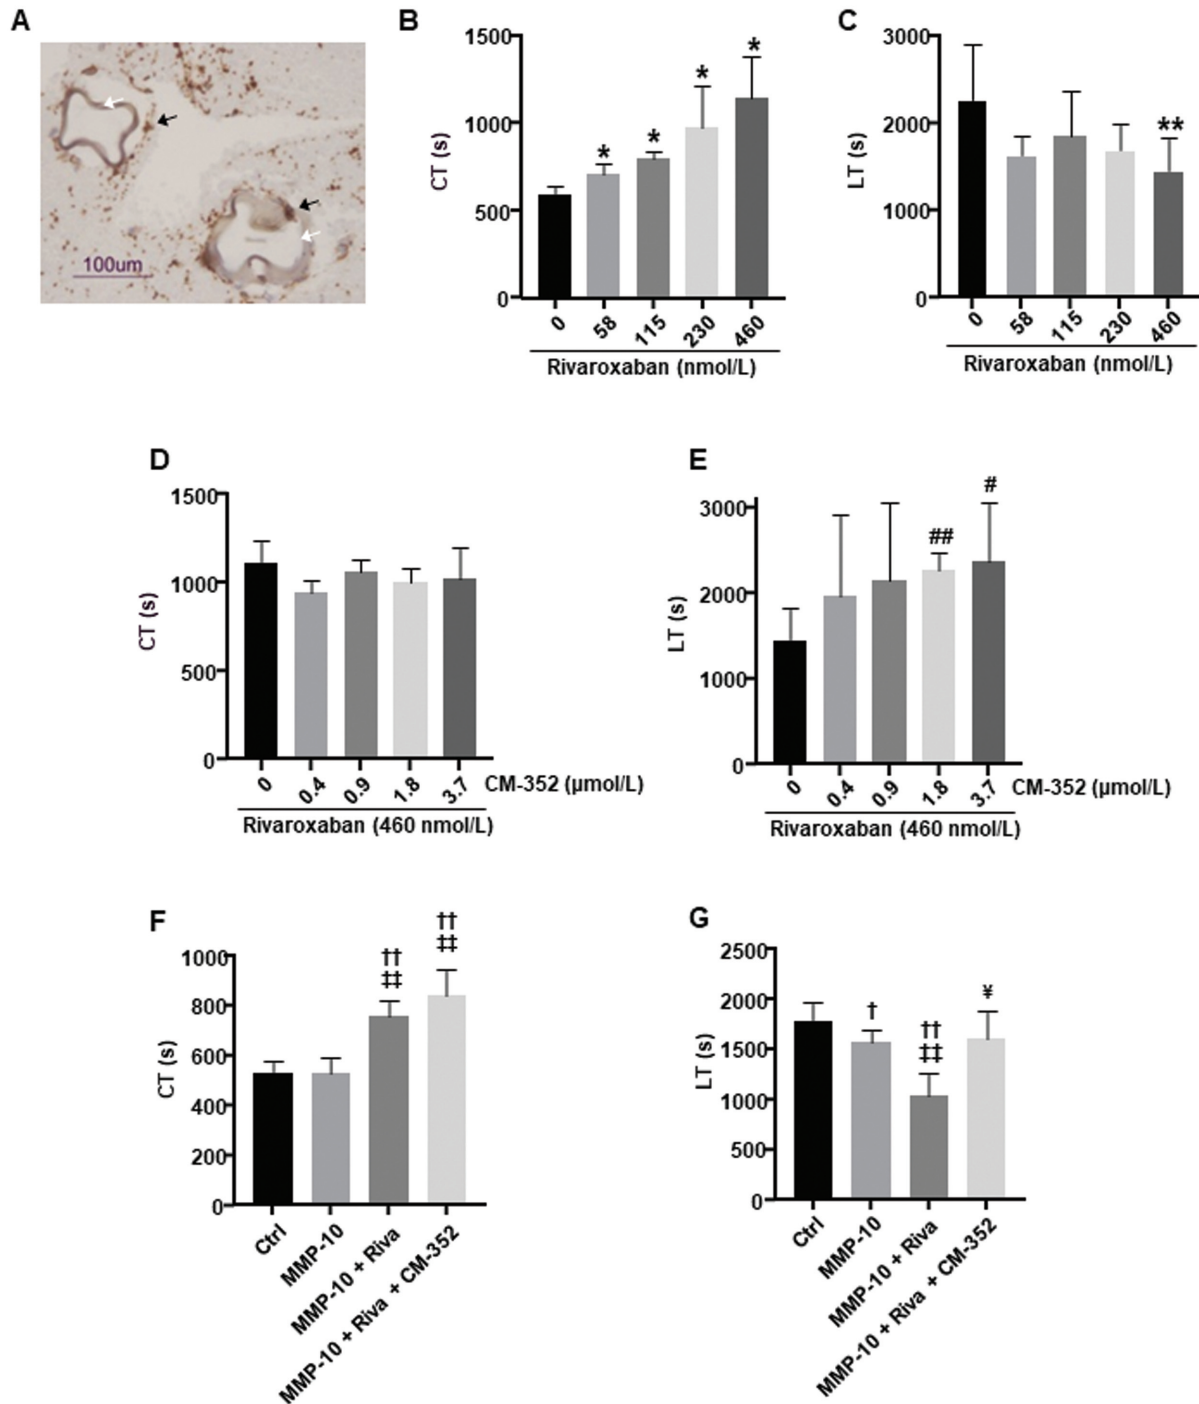 A
100um
B
CT (s)
1500
1000
500
0
*
*
*
*
0
58
115
230
460
Rivaroxaban (nmol/L)
C
LT (s)
3000
2000
1000
0
**
0
58
115
230
460
Rivaroxaban (nmol/L)
D
CT (s)
1500
1000
500
0
0
0.4
0.9
1.8
3.7
CM-352 (µmol/L)
Rivaroxaban (460 nmol/L)
E
LT (s)
3000
2000
1000
0
##
#
0
0.4
0.9
1.8
3.7
CM-352 (µmol/L)
Rivaroxaban (460 nmol/L)
F
CT (s)
1000
800
600
400
200
0
††
‡‡
††
‡‡
Ctrl
MMP-10
MMP-10 + Riva
MMP-10 + Riva + CM-352
G
LT (s)
2500
2000
1500
1000
500
0
†
††
‡‡
¥
Ctrl
MMP-10
MMP-10 + Riva
MMP-10 + Riva + CM-352